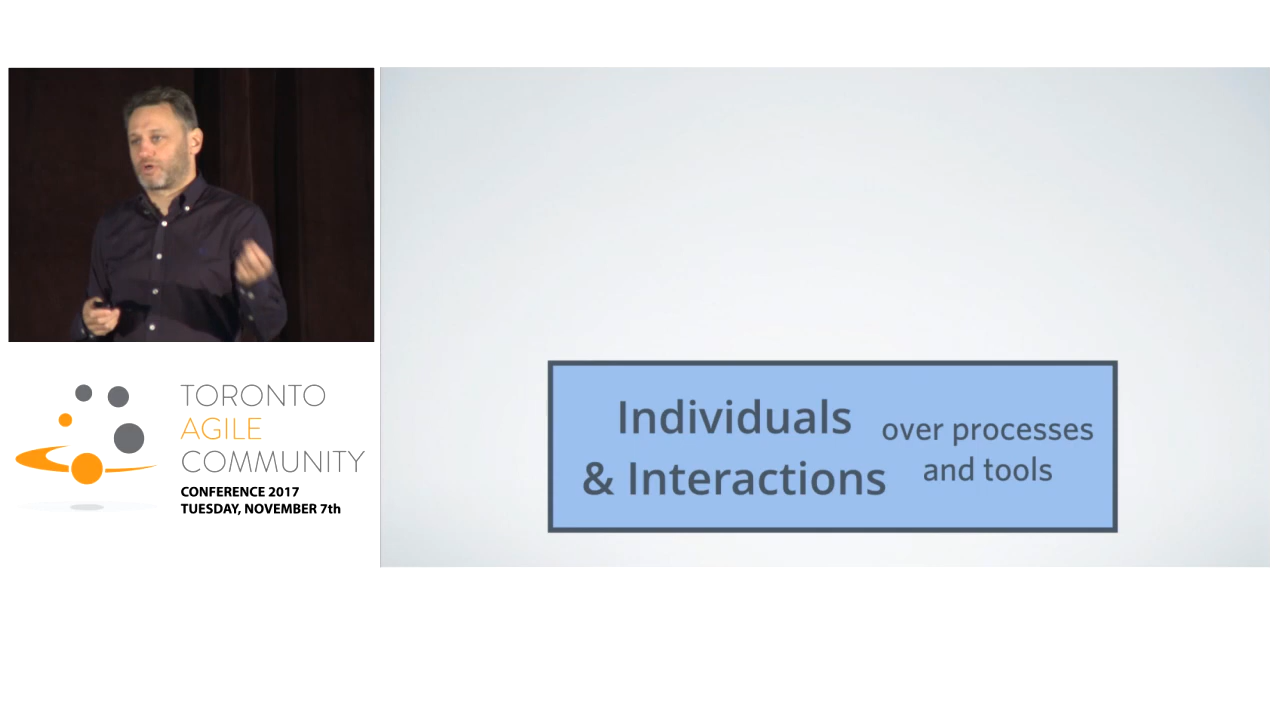 TORONTO
AGILE
COMMUNITY
CONFERENCE 2017
TUESDAY, NOVEMBER 7th
Individuals
& Interactions
over processes
and tools